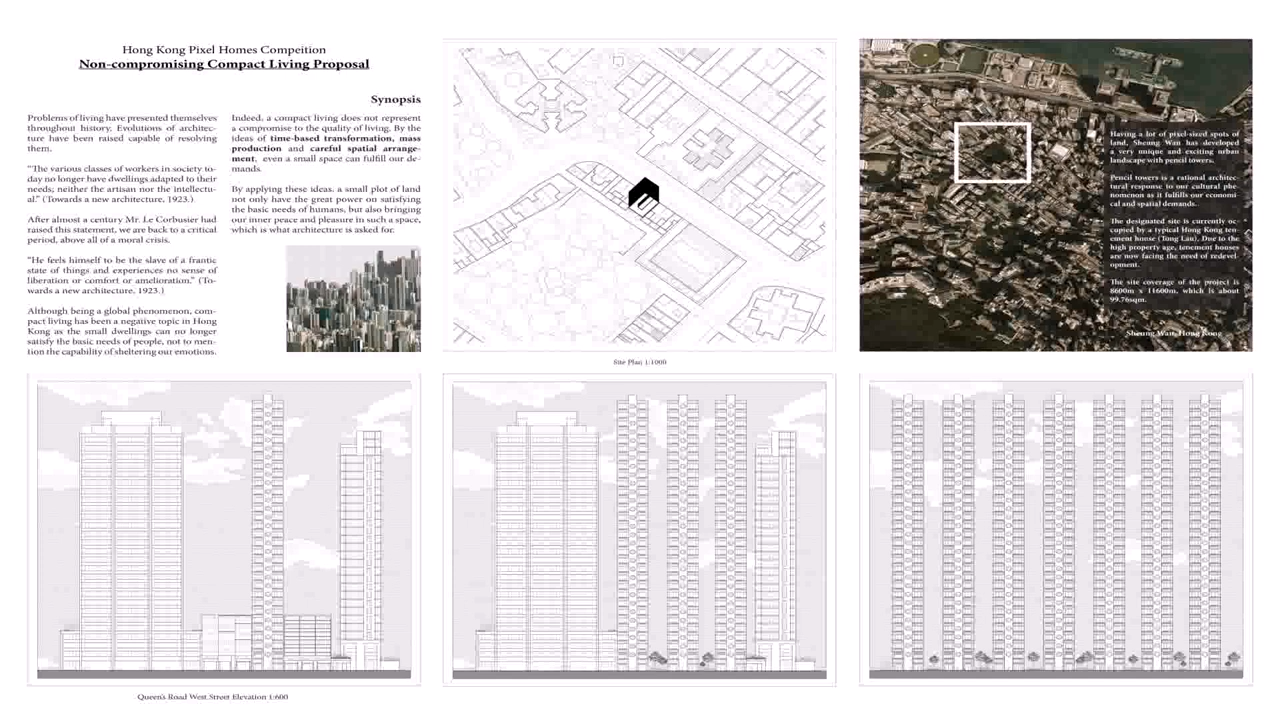 Hong Kong Pixel Homes Compeition
Non-compromising Compact Living Proposal
Synopsis
Problems of living have presented themselves
throughout history. Evolutions of architec-
ture have been raised capable of resolving
them.
“The various classes of workers in society to-
day no longer have dwellings adapted to their
needs; neither the artisan nor the intellectu-
al.” (Towards a new architecture, 1923.)
After almost a century Mr. Le Corbusier had
raised this statement, we are back to a critical
period, above all of a moral crisis.
“He feels himself to be the slave of a frantic
state of things and experiences no sense of
liberation or comfort or amelioration.” (To-
wards a new architecture, 1923.)
Although being a global phenomenon, com-
pact living has been a negative topic in Hong
Kong as the small dwellings can no longer
satisfy the basic needs of people, not to men-
tion the capability of sheltering our emotions.
Indeed, a compact living does not represent
a compromise to the quality of living. By the
ideas of time-based transformation, mass
production and careful spatial arrange-
ment, even a small space can fulfill our de-
mands.
By applying these ideas, a small plot of land
not only have the great power on satisfying
the basic needs of humans, but also bringing
our inner peace and pleasure in such a space,
which is what architecture is asked for.
Site Plan 1:1000
Having a lot of pixel-sized spots of
land, Sheung Wan has developed
a very unique and exciting urban
landscape with pencil towers.
Pencil towers is a rational architec-
tural response to our cultural phe-
nomenon as it fulfills our economi-
cal and spatial demands..
The designated site is currently oc-
cupied by a typical Hong Kong ten-
ement house (Tong Lau). Due to the
high property age, tenement houses
are now facing the need of redevel-
opment.
The site coverage of the project is
8600m x 11600m, which is about
99.76sqm.
Sheung Wan, Hong Kong
Queen's Road West Street Elevation 1:600